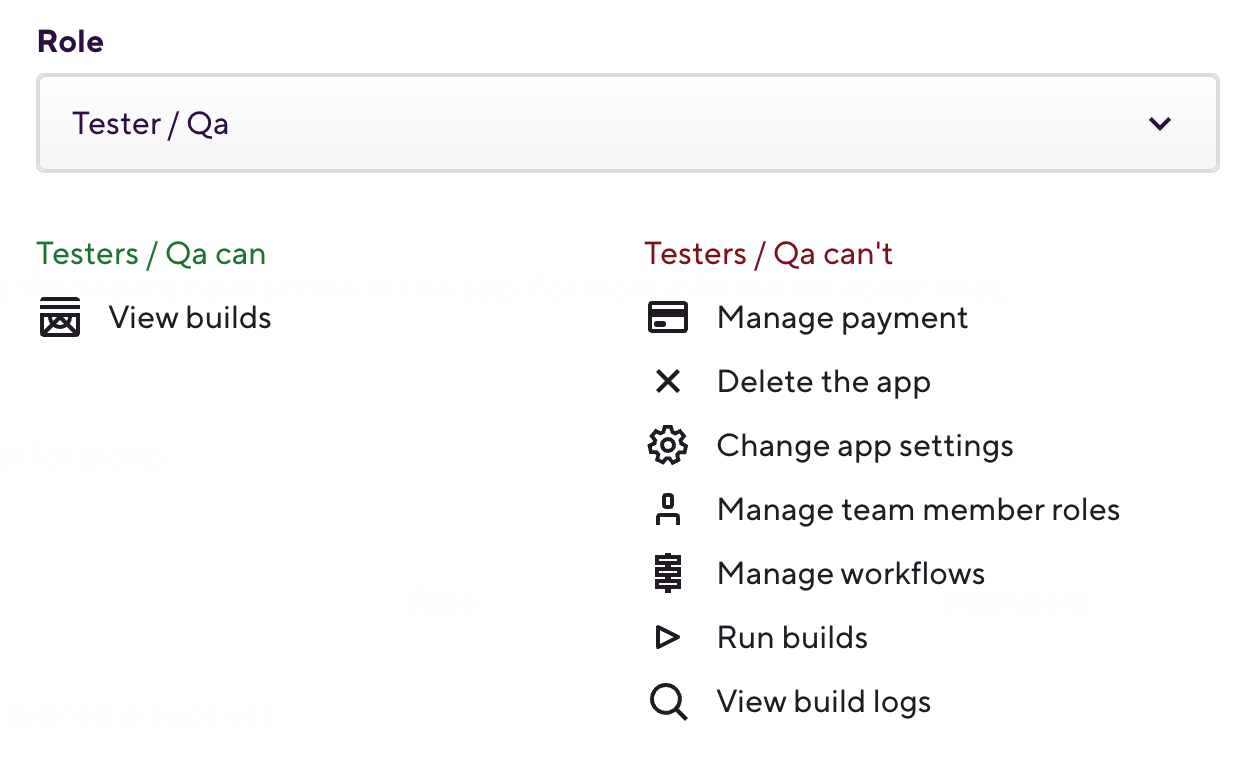 Role
Tester / Qa
Testers / Qa can
View builds
Testers / Qa can't
Manage payment
Delete the app
Change app settings
Manage team member roles
Manage workflows
Run builds
View build logs